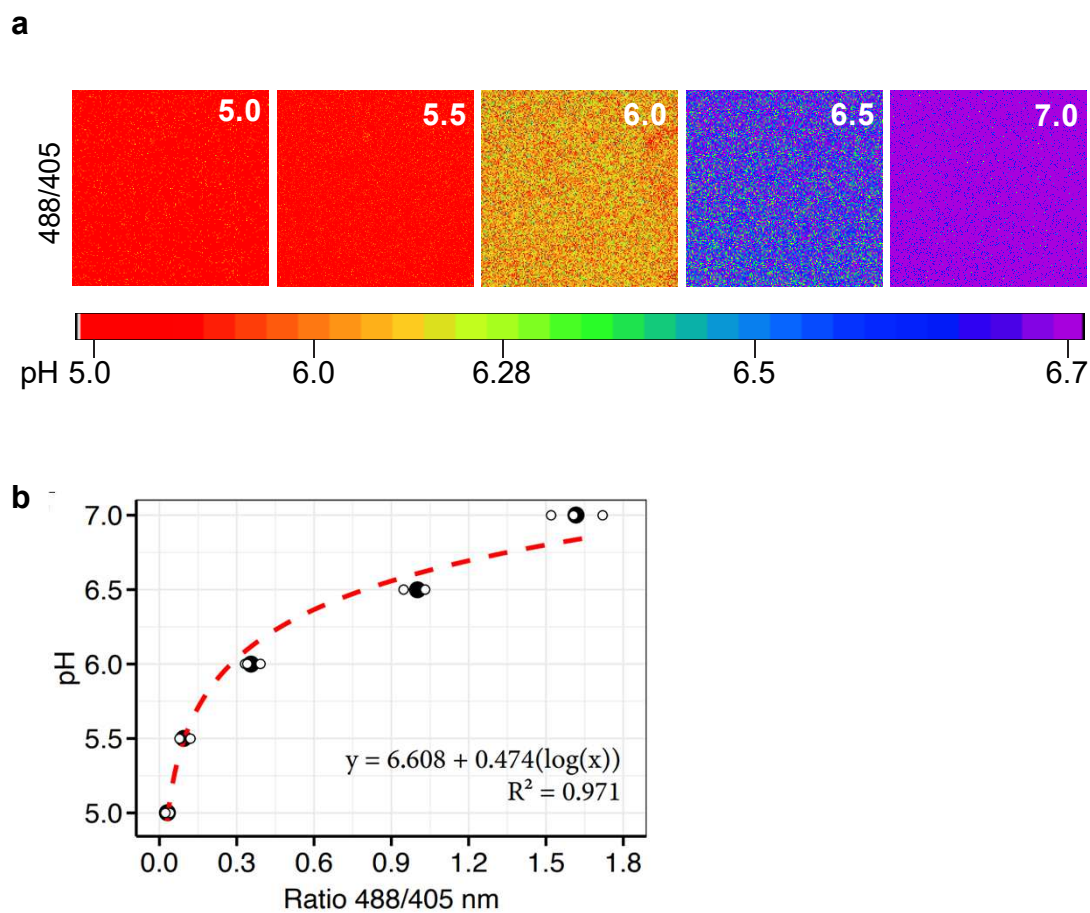 a
488/405
5.0 5.5 6.0 6.5 7.0
pH 5.0 6.0 6.28 6.5 6.7
b
7.0
6.5
6.0
5.5
5.0
pH
y = 6.608 + 0.474(log(x))
R² = 0.971
0.0 0.3 0.6 0.9 1.2 1.5 1.8
Ratio 488/405 nm